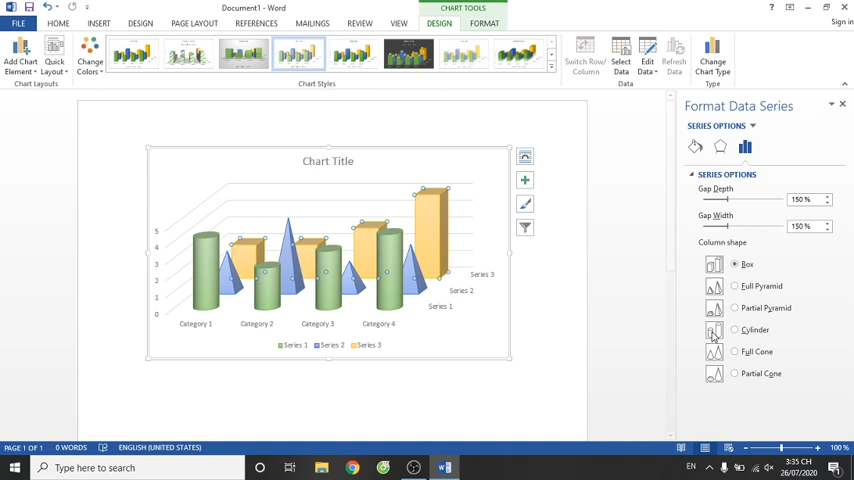 Document1 - Word
CHART TOOLS
Sign in
FILE
HOME
INSERT
DESIGN
PAGE LAYOUT
REFERENCES
MAILINGS
REVIEW
VIEW
DESIGN
FORMAT
Add Chart Element
Quick Layout
Change Colors
Switch Row/ Column
Select Data
Edit Data
Refresh Data
Change Chart Type
Chart Layouts
Chart Styles
Data
Type
Chart Title
5
4
3
2
1
0
Series 3
Series 2
Series 1
Category 1
Category 2
Category 3
Category 4
Series 1
Series 2
Series 3
Format Data Series
SERIES OPTIONS
SERIES OPTIONS
Gap Depth
150 %
Gap Width
150 %
Column shape
Box
Full Pyramid
Partial Pyramid
Cylinder
Full Cone
Partial Cone
PAGE 1 OF 1
0 WORDS
ENGLISH (UNITED STATES)
100 %
Type here to search
EN
3:35 CH
26/07/2020